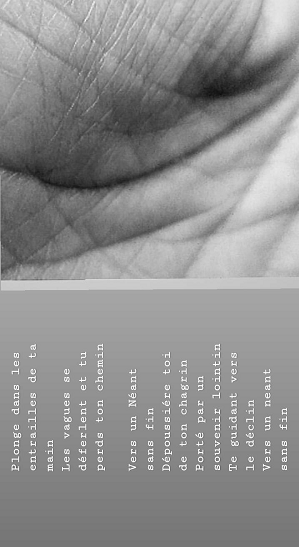 Plonge dans les
entrailles de ta
main
Les vagues se
déferlent et tu
perds ton chemin
Vers un Néant
sans fin
Dépoussiére toi
de ton chagrin
Porté par un
souvenir lointin
Te guidant vers
le déclin
Vers un neant
sans fin